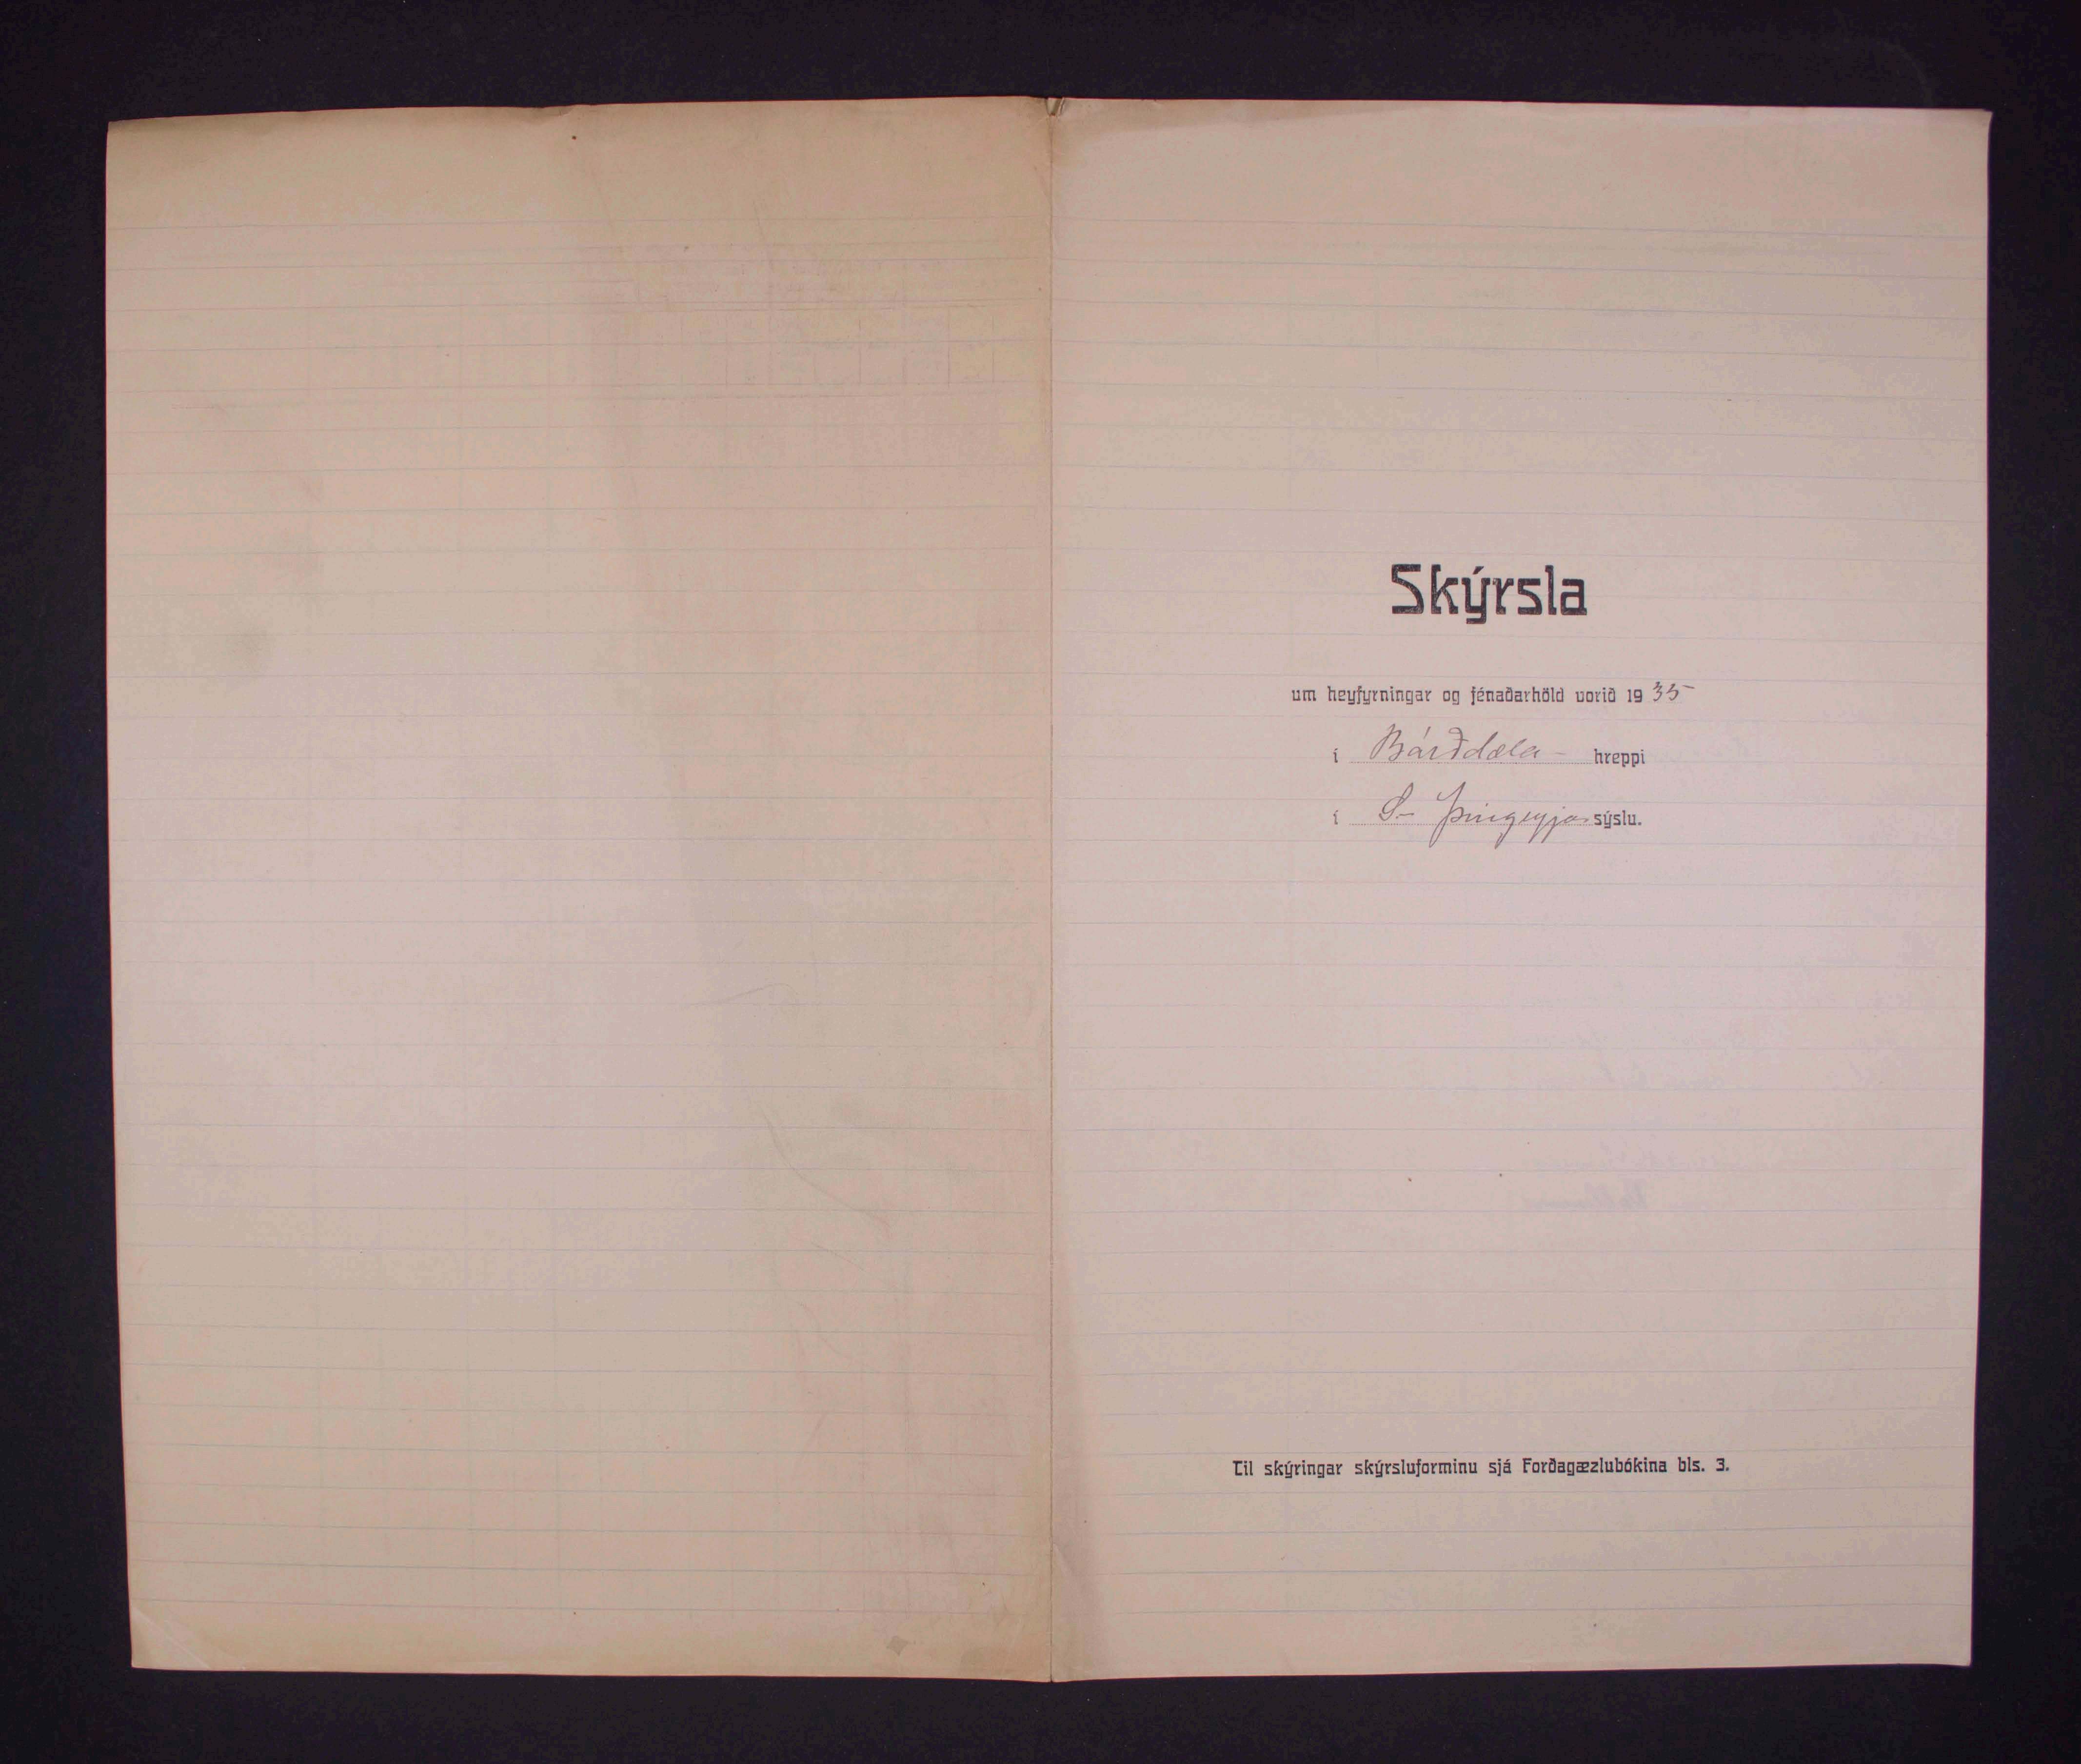 Skýrsla
um heyfyrningar og fénaðarhöld vorið 1935
í Bárðdæla- hreppi
í S.- Þingeyjar sýslu.
Til skýringar skýrsluforminu sjá Forðagæzlubókina bls. 3.